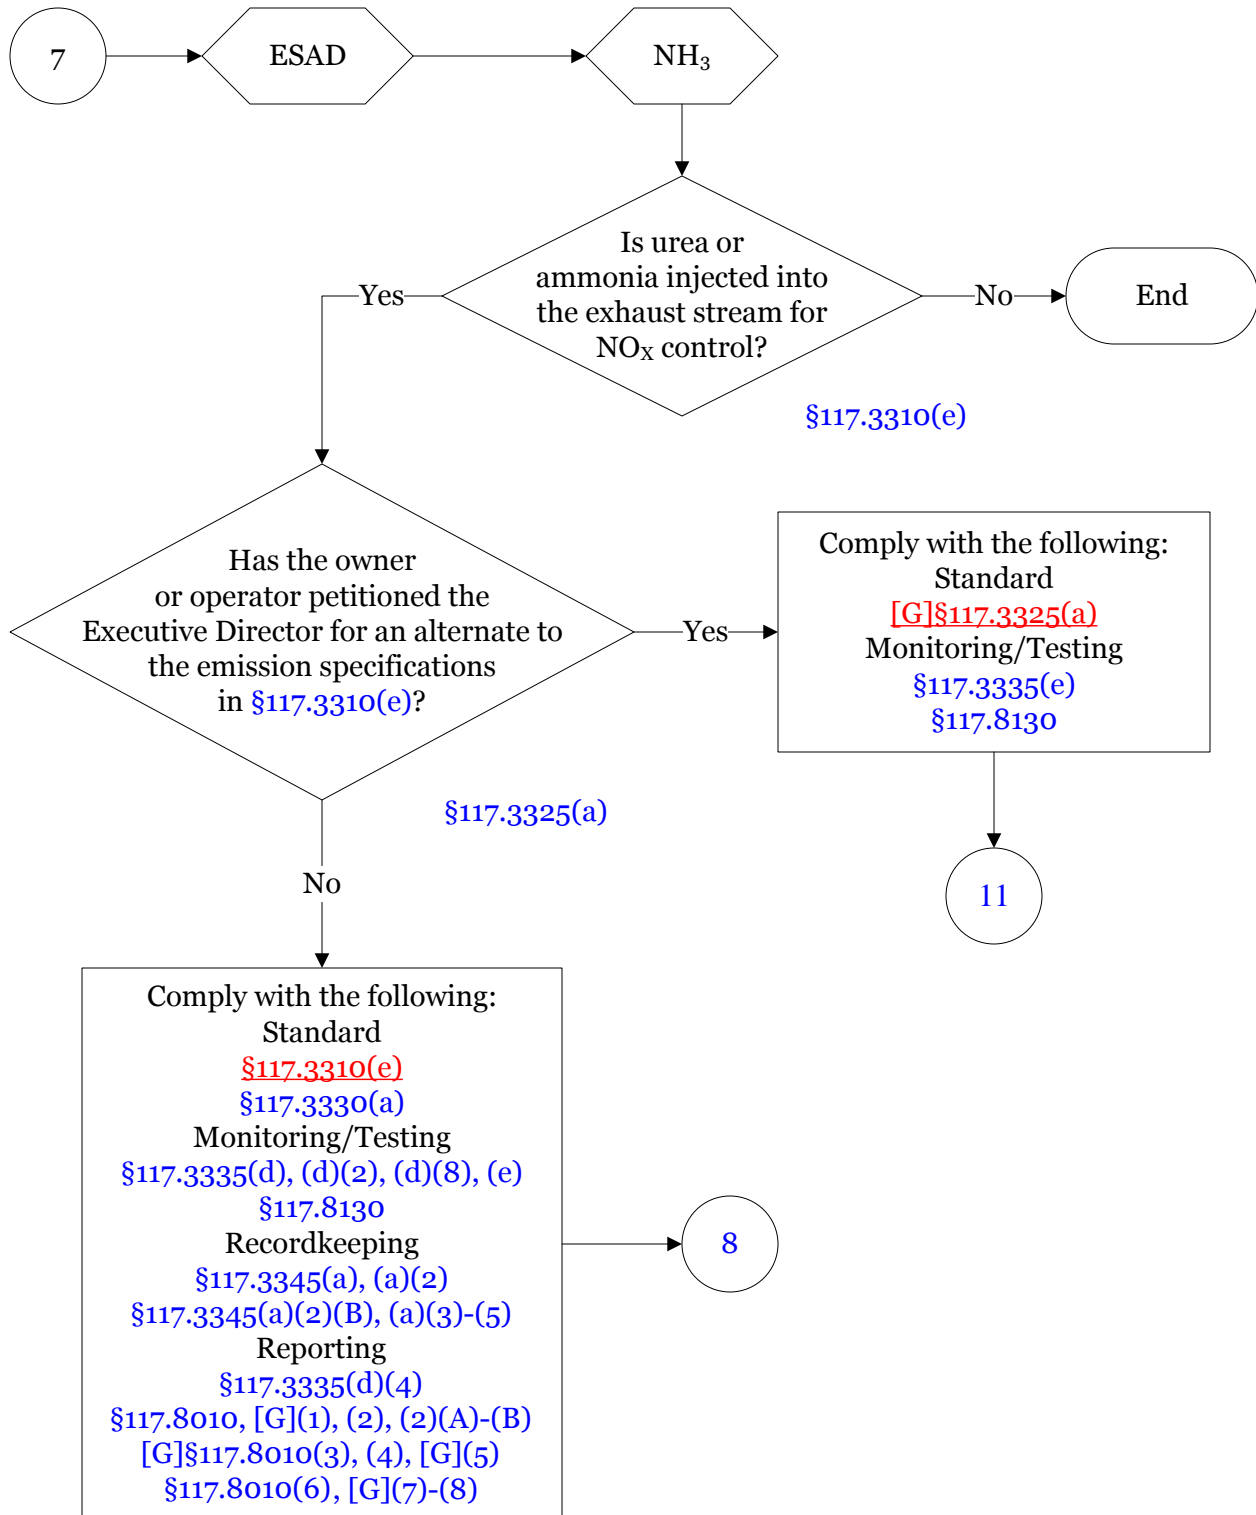 7
ESAD
NH₃
Is urea or
ammonia injected into
the exhaust stream for
NOₓ control?
Yes
No
End
§117.3310(e)
Has the owner
or operator petitioned the
Executive Director for an alternate to
the emission specifications
in §117.3310(e)?
Yes
Comply with the following:
Standard
[G]§117.3325(a)
Monitoring/Testing
§117.3335(e)
§117.8130
§117.3325(a)
11
No
Comply with the following:
Standard
§117.3310(e)
§117.3330(a)
Monitoring/Testing
§117.3335(d), (d)(2), (d)(8), (e)
§117.8130
Recordkeeping
§117.3345(a), (a)(2)
§117.3345(a)(2)(B), (a)(3)-(5)
Reporting
§117.3335(d)(4)
§117.8010, [G](1), (2), (2)(A)-(B)
[G]§117.8010(3), (4), [G](5)
§117.8010(6), [G](7)-(8)
8